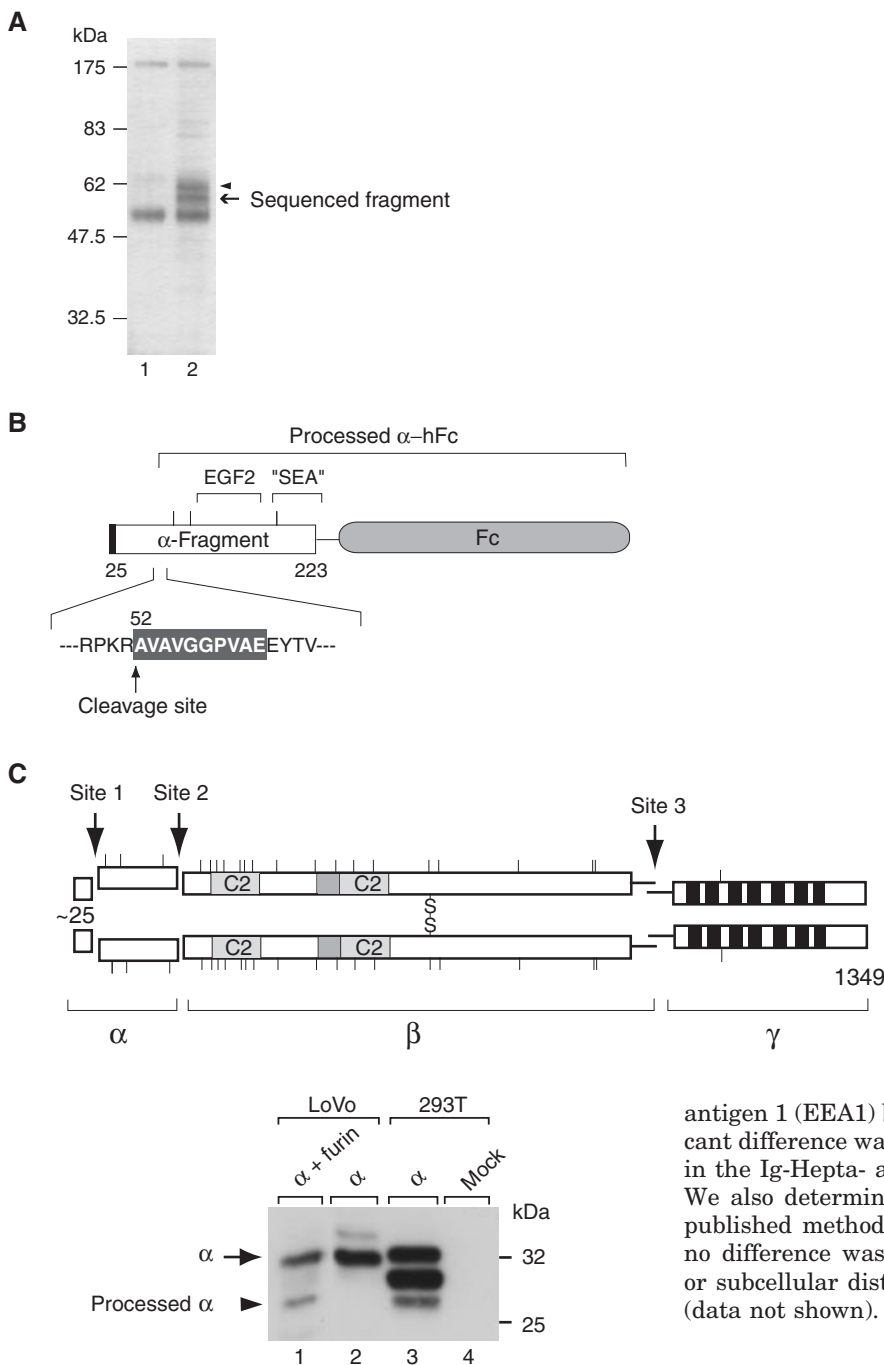 A
kDa
175
83
62
Sequenced fragment
47.5
32.5
1 2
B
Processed α–hFc
EGF2 "SEA"
α-Fragment Fc
25 223
52
---RPKRAVAVGGPVAEEYTV---
Cleavage site
C
Site 1 Site 2 Site 3
C2 C2
~25
S
S
C2 C2
1349
α β γ
LoVo 293T
α + furin α α Mock
kDa
α 32
Processed α
25
1 2 3 4
antigen 1 (EEA1)
cant difference wa
in the Ig-Hepta- a
We also determin
published method
no difference was
or subcellular dist
(data not shown).